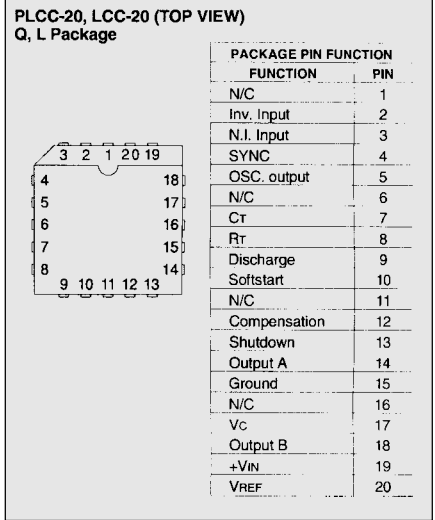 PLCC-20, LCC-20 (TOP VIEW)
Q, L Package
PACKAGE PIN FUNCTION
FUNCTION PIN
N/C 1
Inv. Input 2
N.I. Input 3
SYNC 4
OSC. output 5
N/C 6
CT 7
RT 8
Discharge 9
Softstart 10
N/C 11
Compensation 12
Shutdown 13
Output A 14
Ground 15
N/C 16
VC 17
Output B 18
+VIN 19
VREF 20
3 2 1 20 19
4 18
5 17
6 16
7 15
8 14
9 10 11 12 13